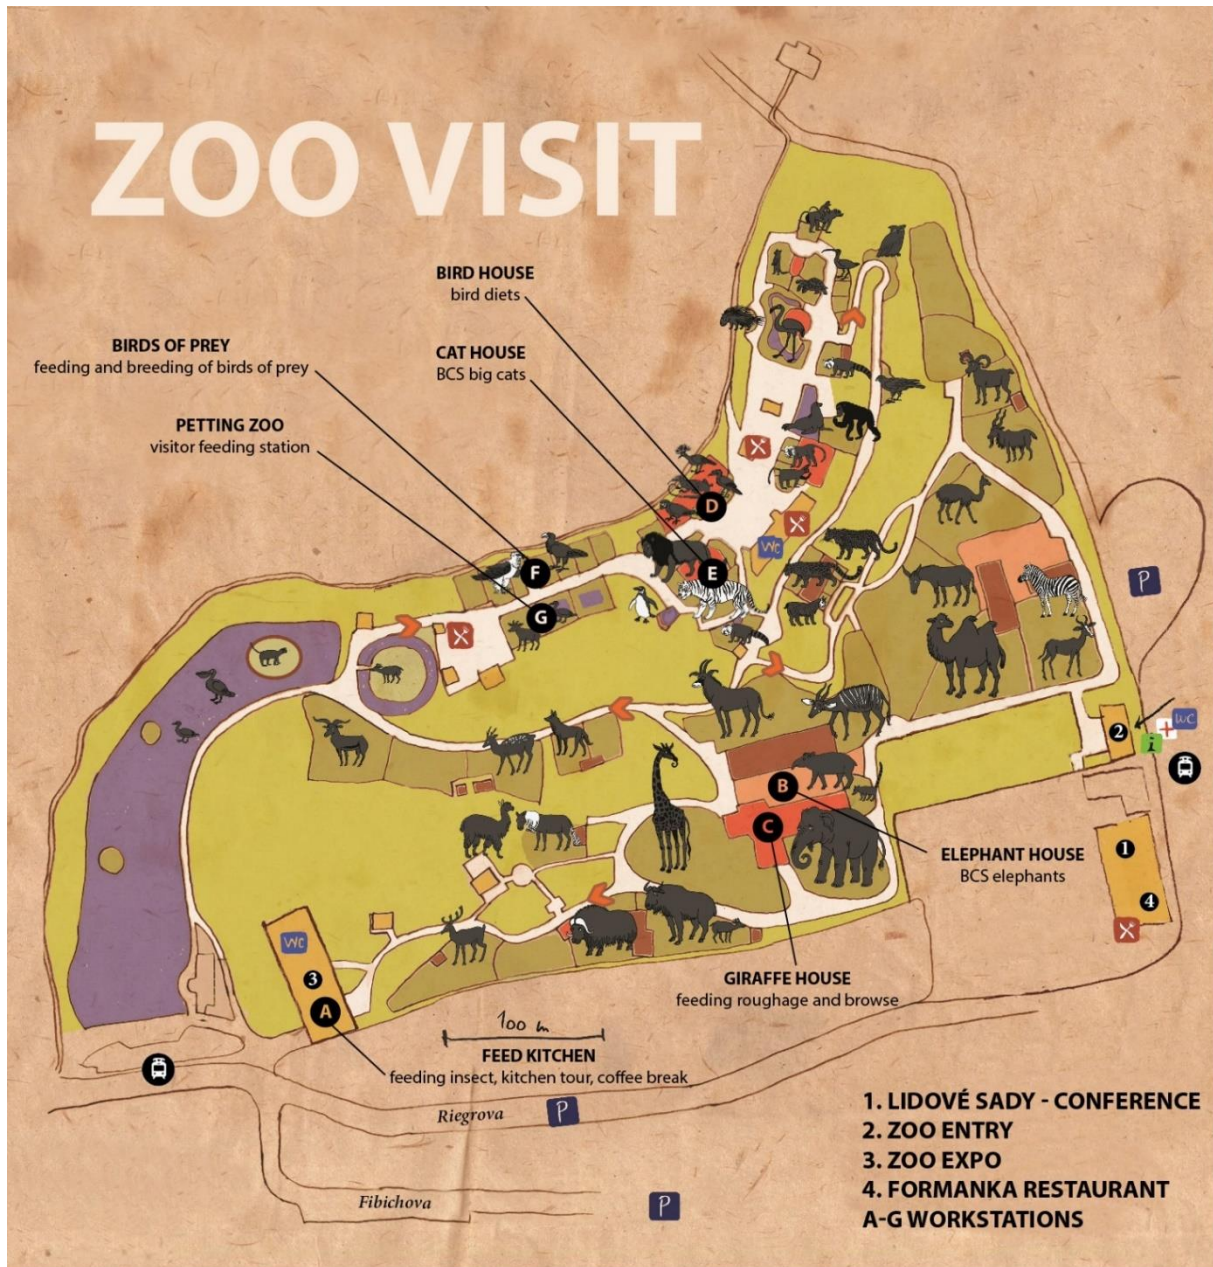 ZOO VISIT
BIRD HOUSE
bird diets
BIRDS OF PREY
feeding and breeding of birds of prey
CAT HOUSE
BCS big cats
PETTING ZOO
visitor feeding station
D
WC
E
F
G
P
2
WC
i
B
C
ELEPHANT HOUSE
BCS elephants
1
4
WC
3
A
GIRAFFE HOUSE
feeding roughage and browse
100 m
FEED KITCHEN
feeding insect, kitchen tour, coffee break
Riegrova
P
Fibichova
P
1. LIDOVÉ SADY - CONFERENCE
2. ZOO ENTRY
3. ZOO EXPO
4. FORMANKA RESTAURANT
A-G WORKSTATIONS